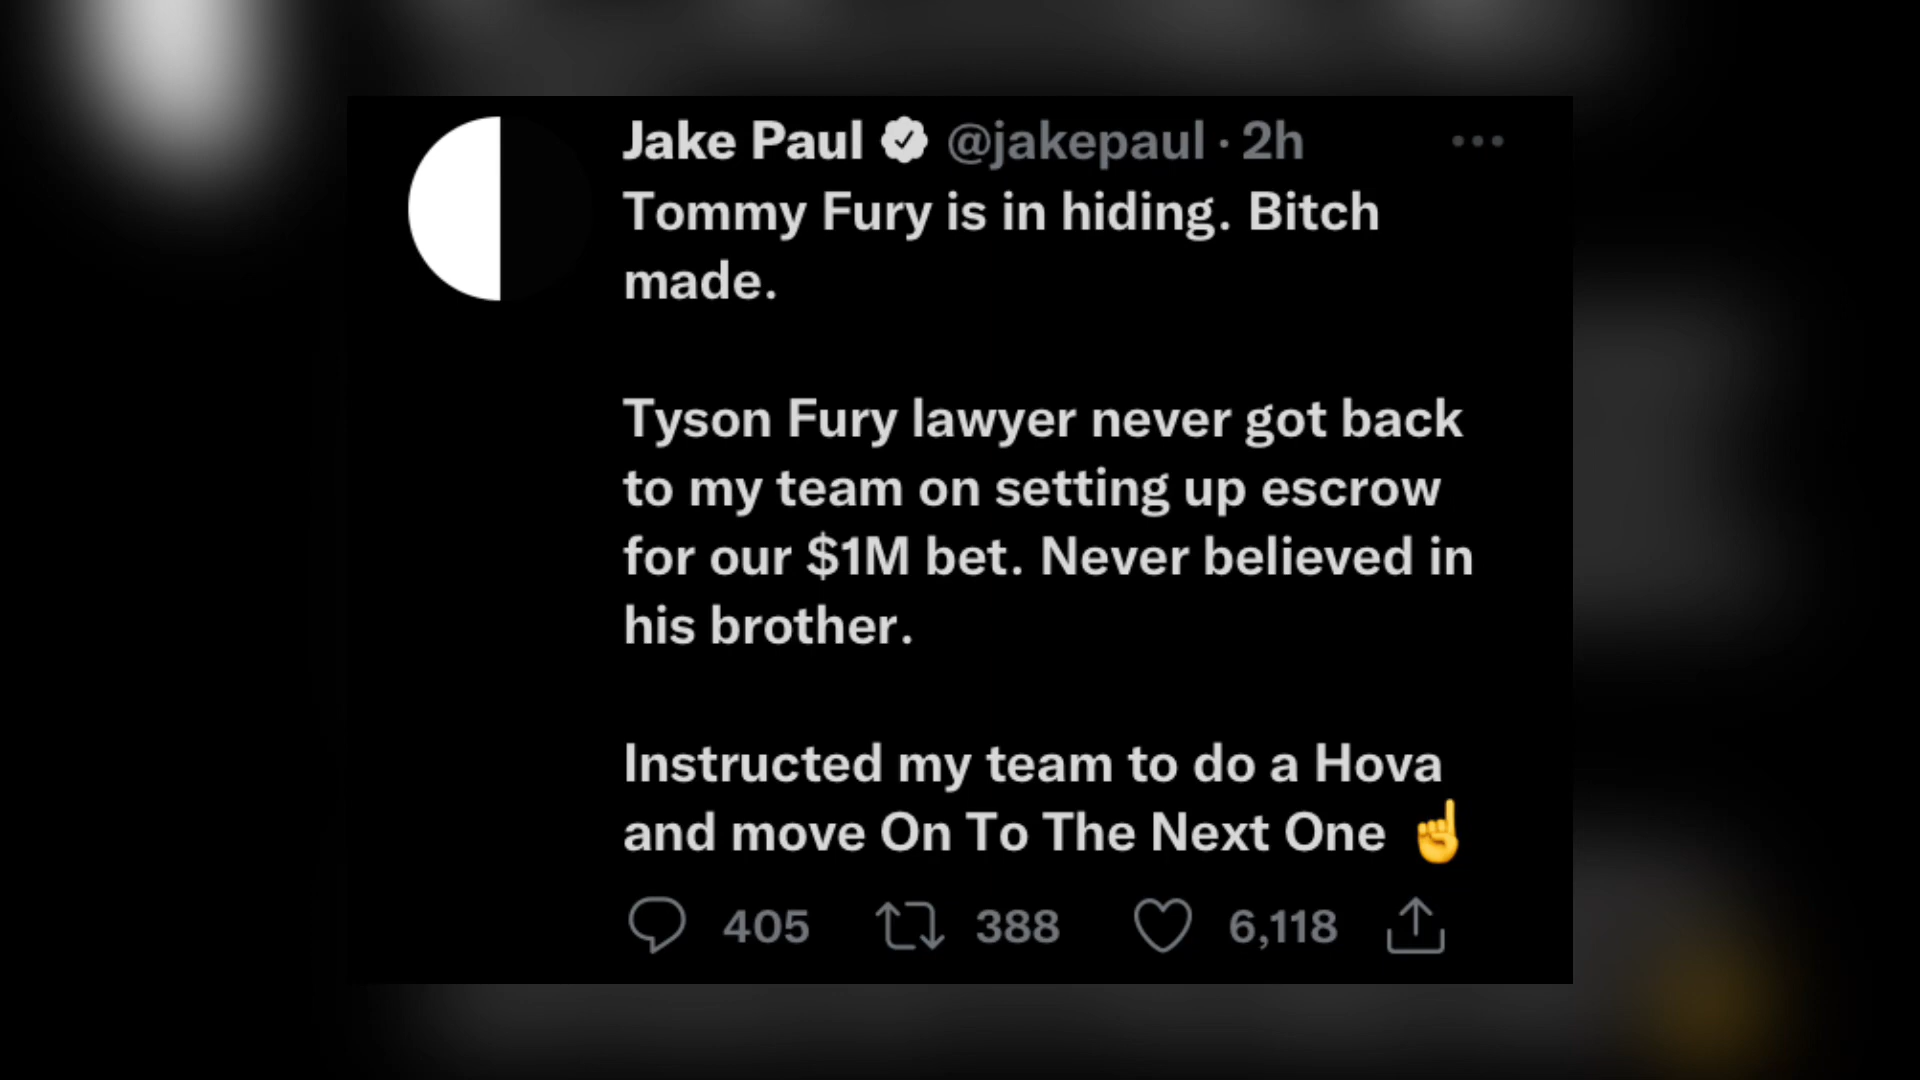 Jake Paul @jakepaul · 2h
Tommy Fury is in hiding. Bitch
made.
Tyson Fury lawyer never got back
to my team on setting up escrow
for our $1M bet. Never believed in
his brother.
Instructed my team to do a Hova
and move On To The Next One ☝️
405 388 6,118